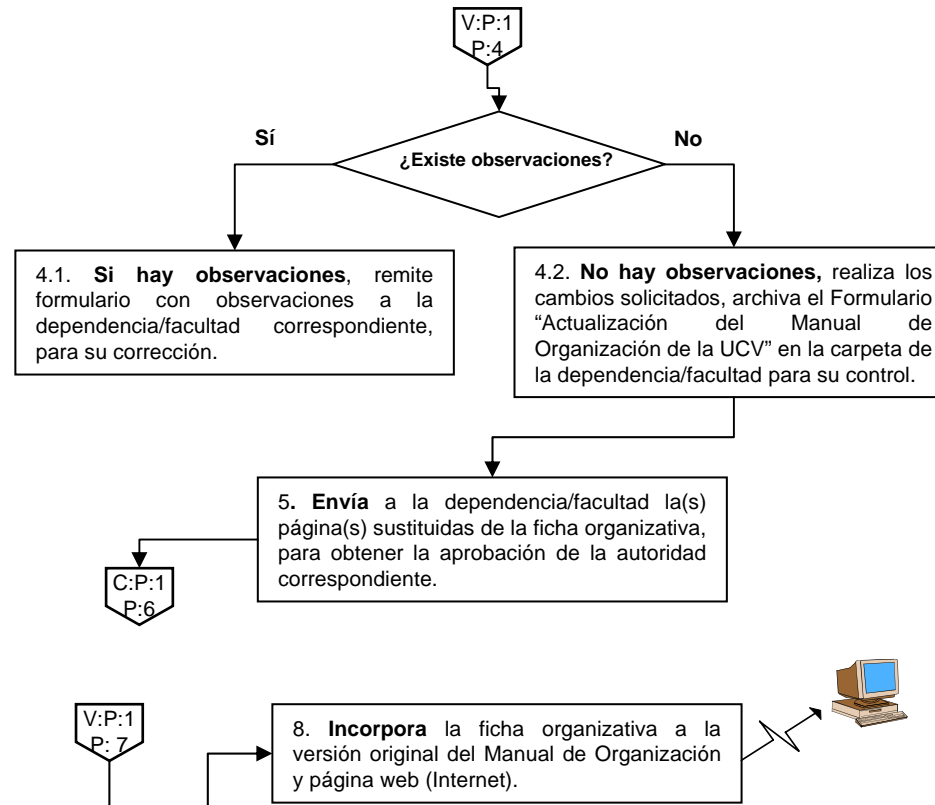 V:P:1
P:4
¿Existe observaciones?
Sí
No
4.1. Si hay observaciones, remite
formulario con observaciones a la
dependencia/facultad correspondiente,
para su corrección.
4.2. No hay observaciones, realiza los
cambios solicitados, archiva el Formulario
“Actualización del Manual de
Organización de la UCV” en la carpeta de
la dependencia/facultad para su control.
5. Envía a la dependencia/facultad la(s)
página(s) sustituidas de la ficha organizativa,
para obtener la aprobación de la autoridad
correspondiente.
C:P:1
P:6
V:P:1
P: 7
8. Incorpora la ficha organizativa a la
versión original del Manual de Organización
y página web (Internet).